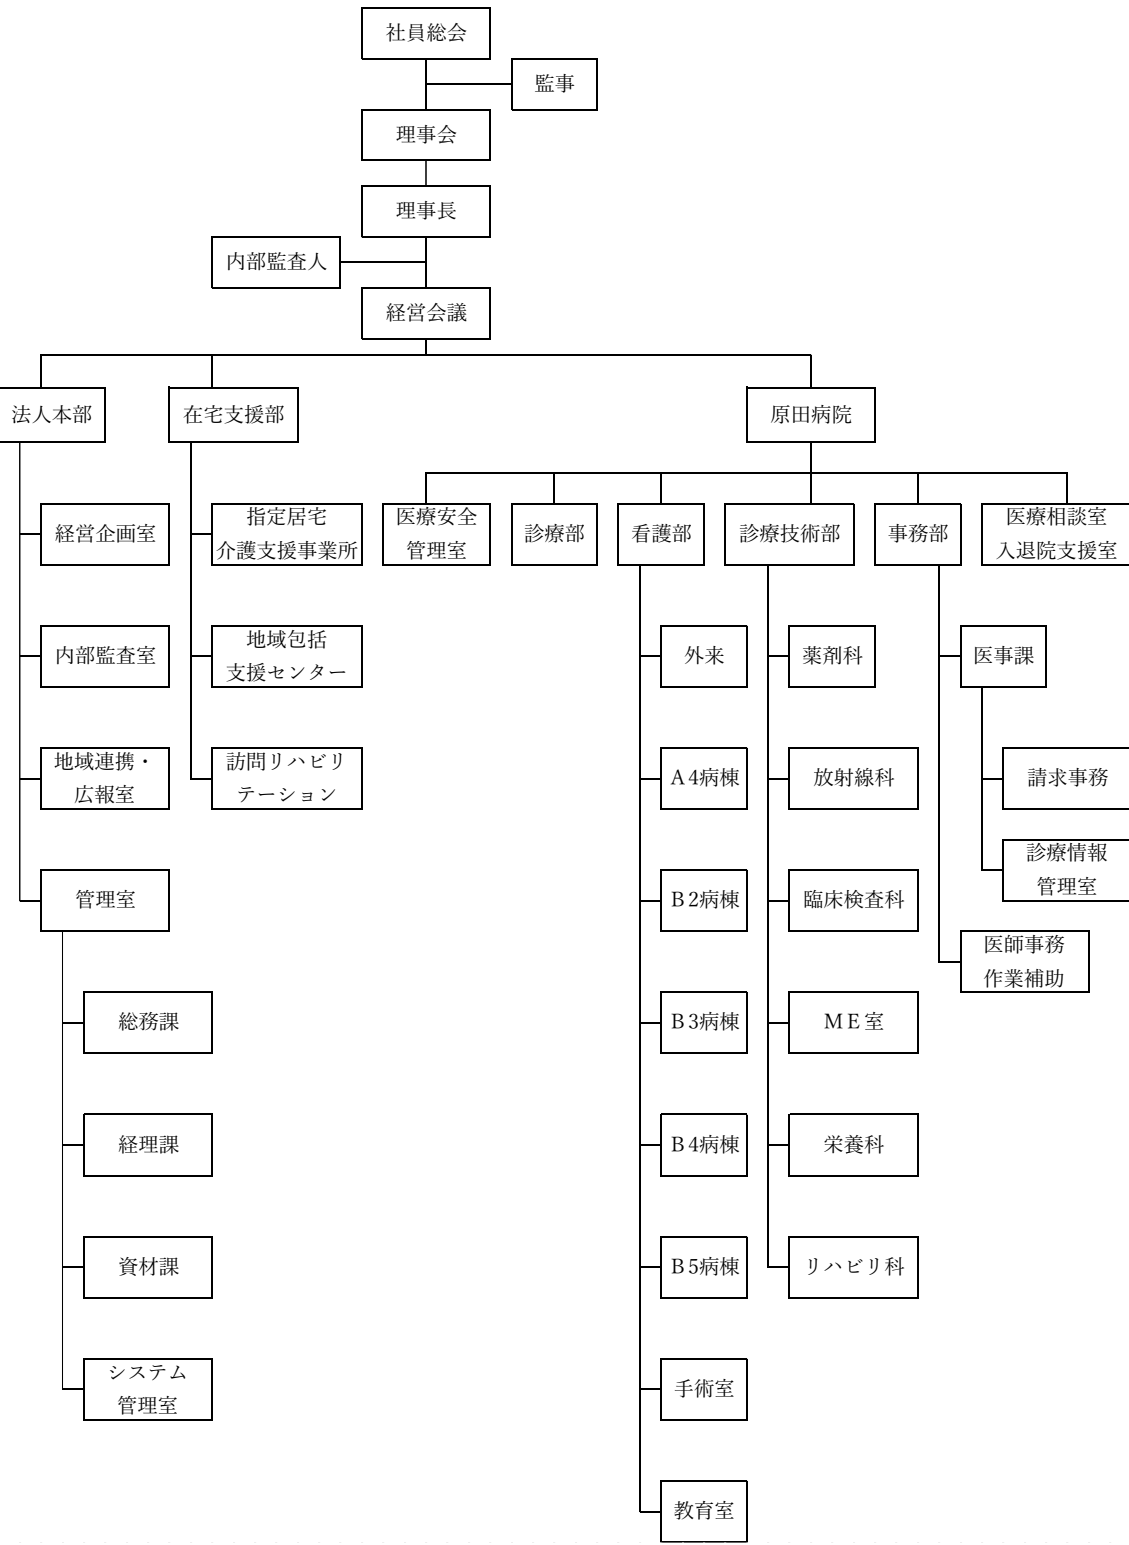 社員総会
監事
理事会
理事長
内部監査人
経営会議
法人本部
在宅支援部
原田病院
経営企画室
指定居宅
介護支援事業所
医療安全
管理室
診療部
看護部
診療技術部
事務部
医療相談室
入退院支援室
内部監査室
地域包括
支援センター
外来
薬剤科
医事課
地域連携・
広報室
訪問リハビリ
テーション
A4病棟
放射線科
請求事務
診療情報
管理室
管理室
B2病棟
臨床検査科
医師事務
作業補助
総務課
B3病棟
ME室
経理課
B4病棟
栄養科
資材課
B5病棟
リハビリ科
システム
管理室
手術室
教育室